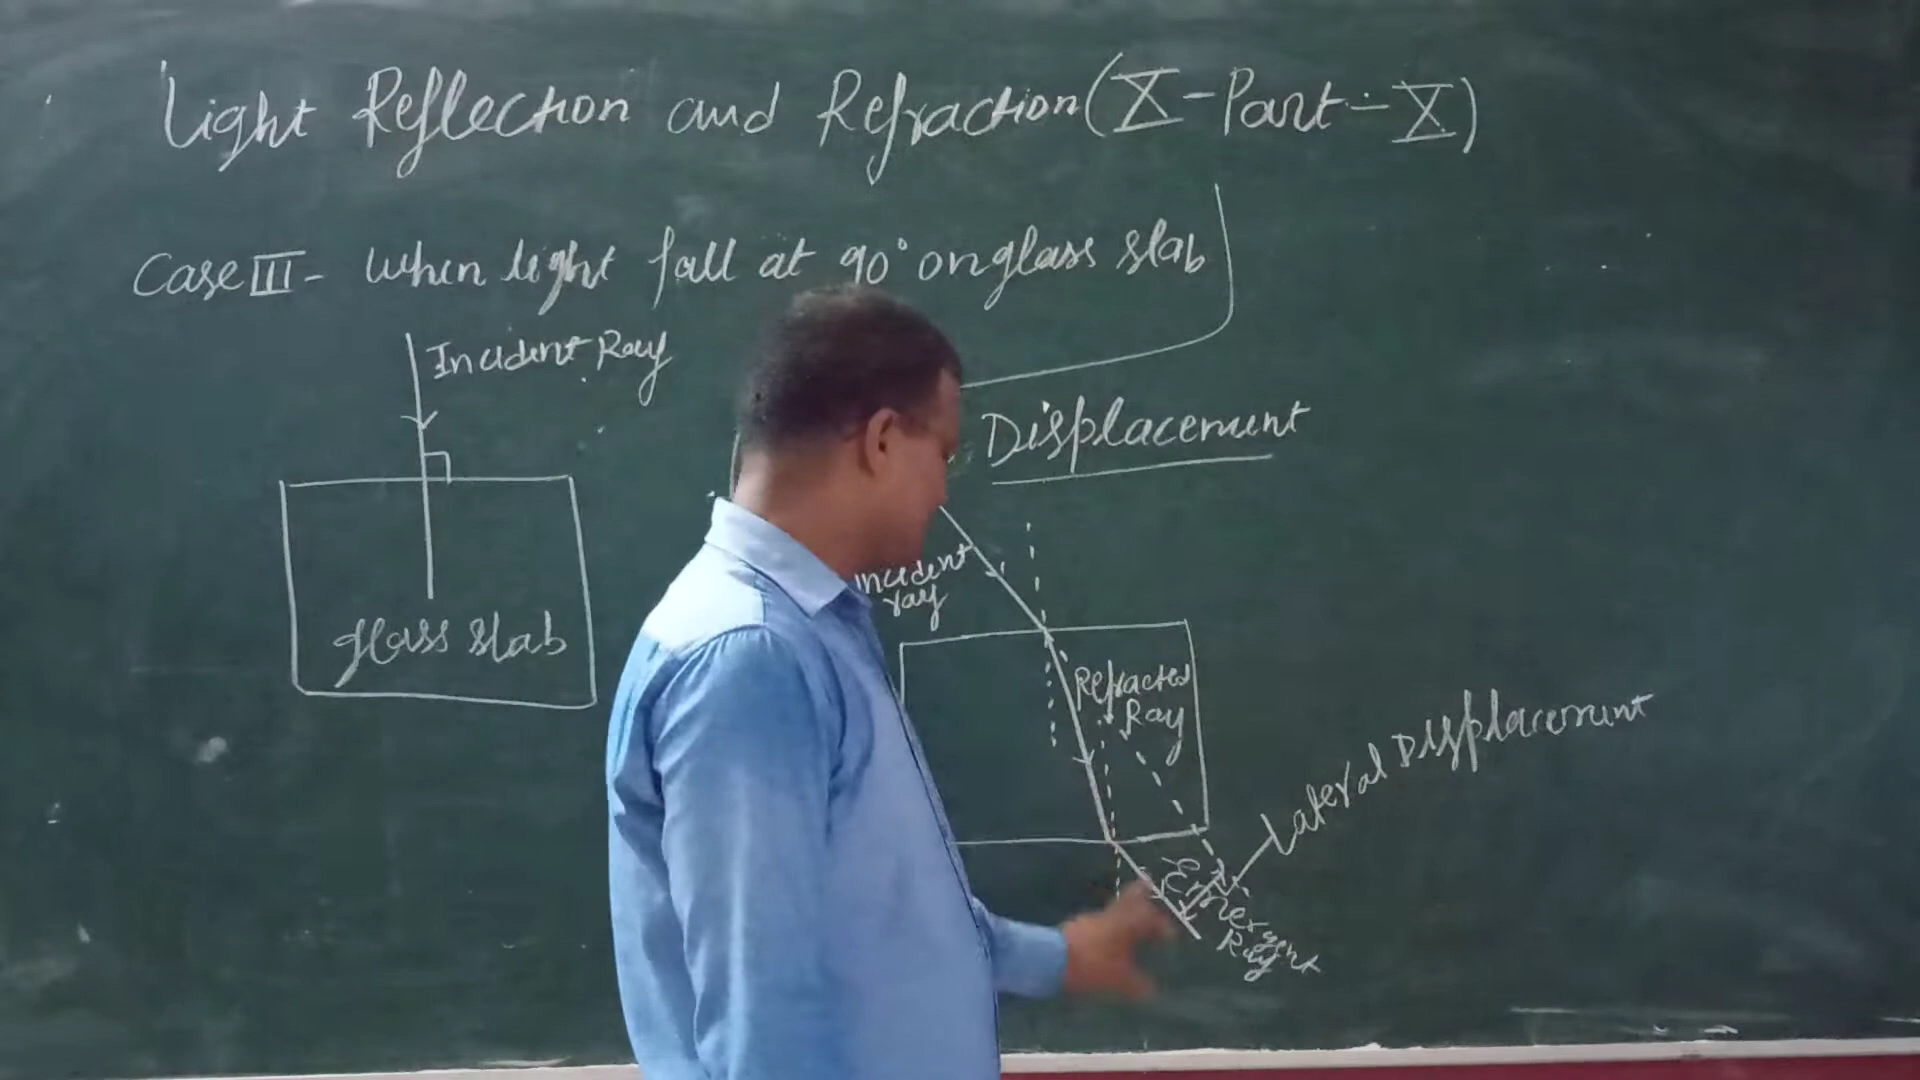 Light Reflection and Refraction (X-Part-X)
Case III - When light fall at 90° on glass slab
Incident Ray
glass slab
Displacement
Incident
ray
Refracted
Ray
Lateral Displacement
Emergent
Ray